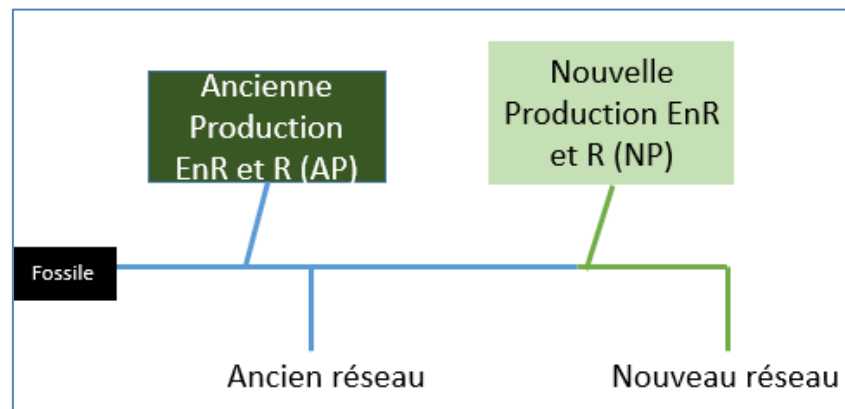 Ancienne
Production
EnR et R (AP)
Nouvelle
Production EnR
et R (NP)
Fossile
Ancien réseau
Nouveau réseau